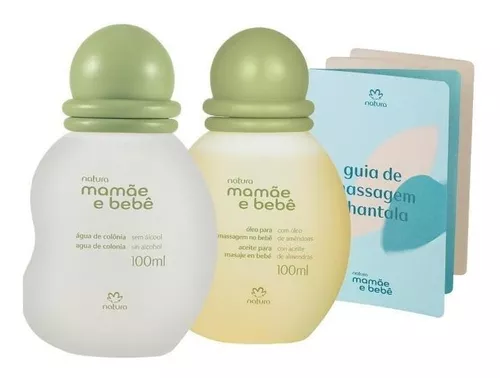 natura
mamãe
e bebê
água de colônia sem álcool
agua de colonia sin alcohol
100ml
natura
natura
mamãe
e bebê
óleo para com óleo
massagem no bebê de amêndoas
aceite para con aceite
masaje en bebé de almendras
100ml
natura
natura
guia de
massagem
shantala
natura
mamãe
e bebê